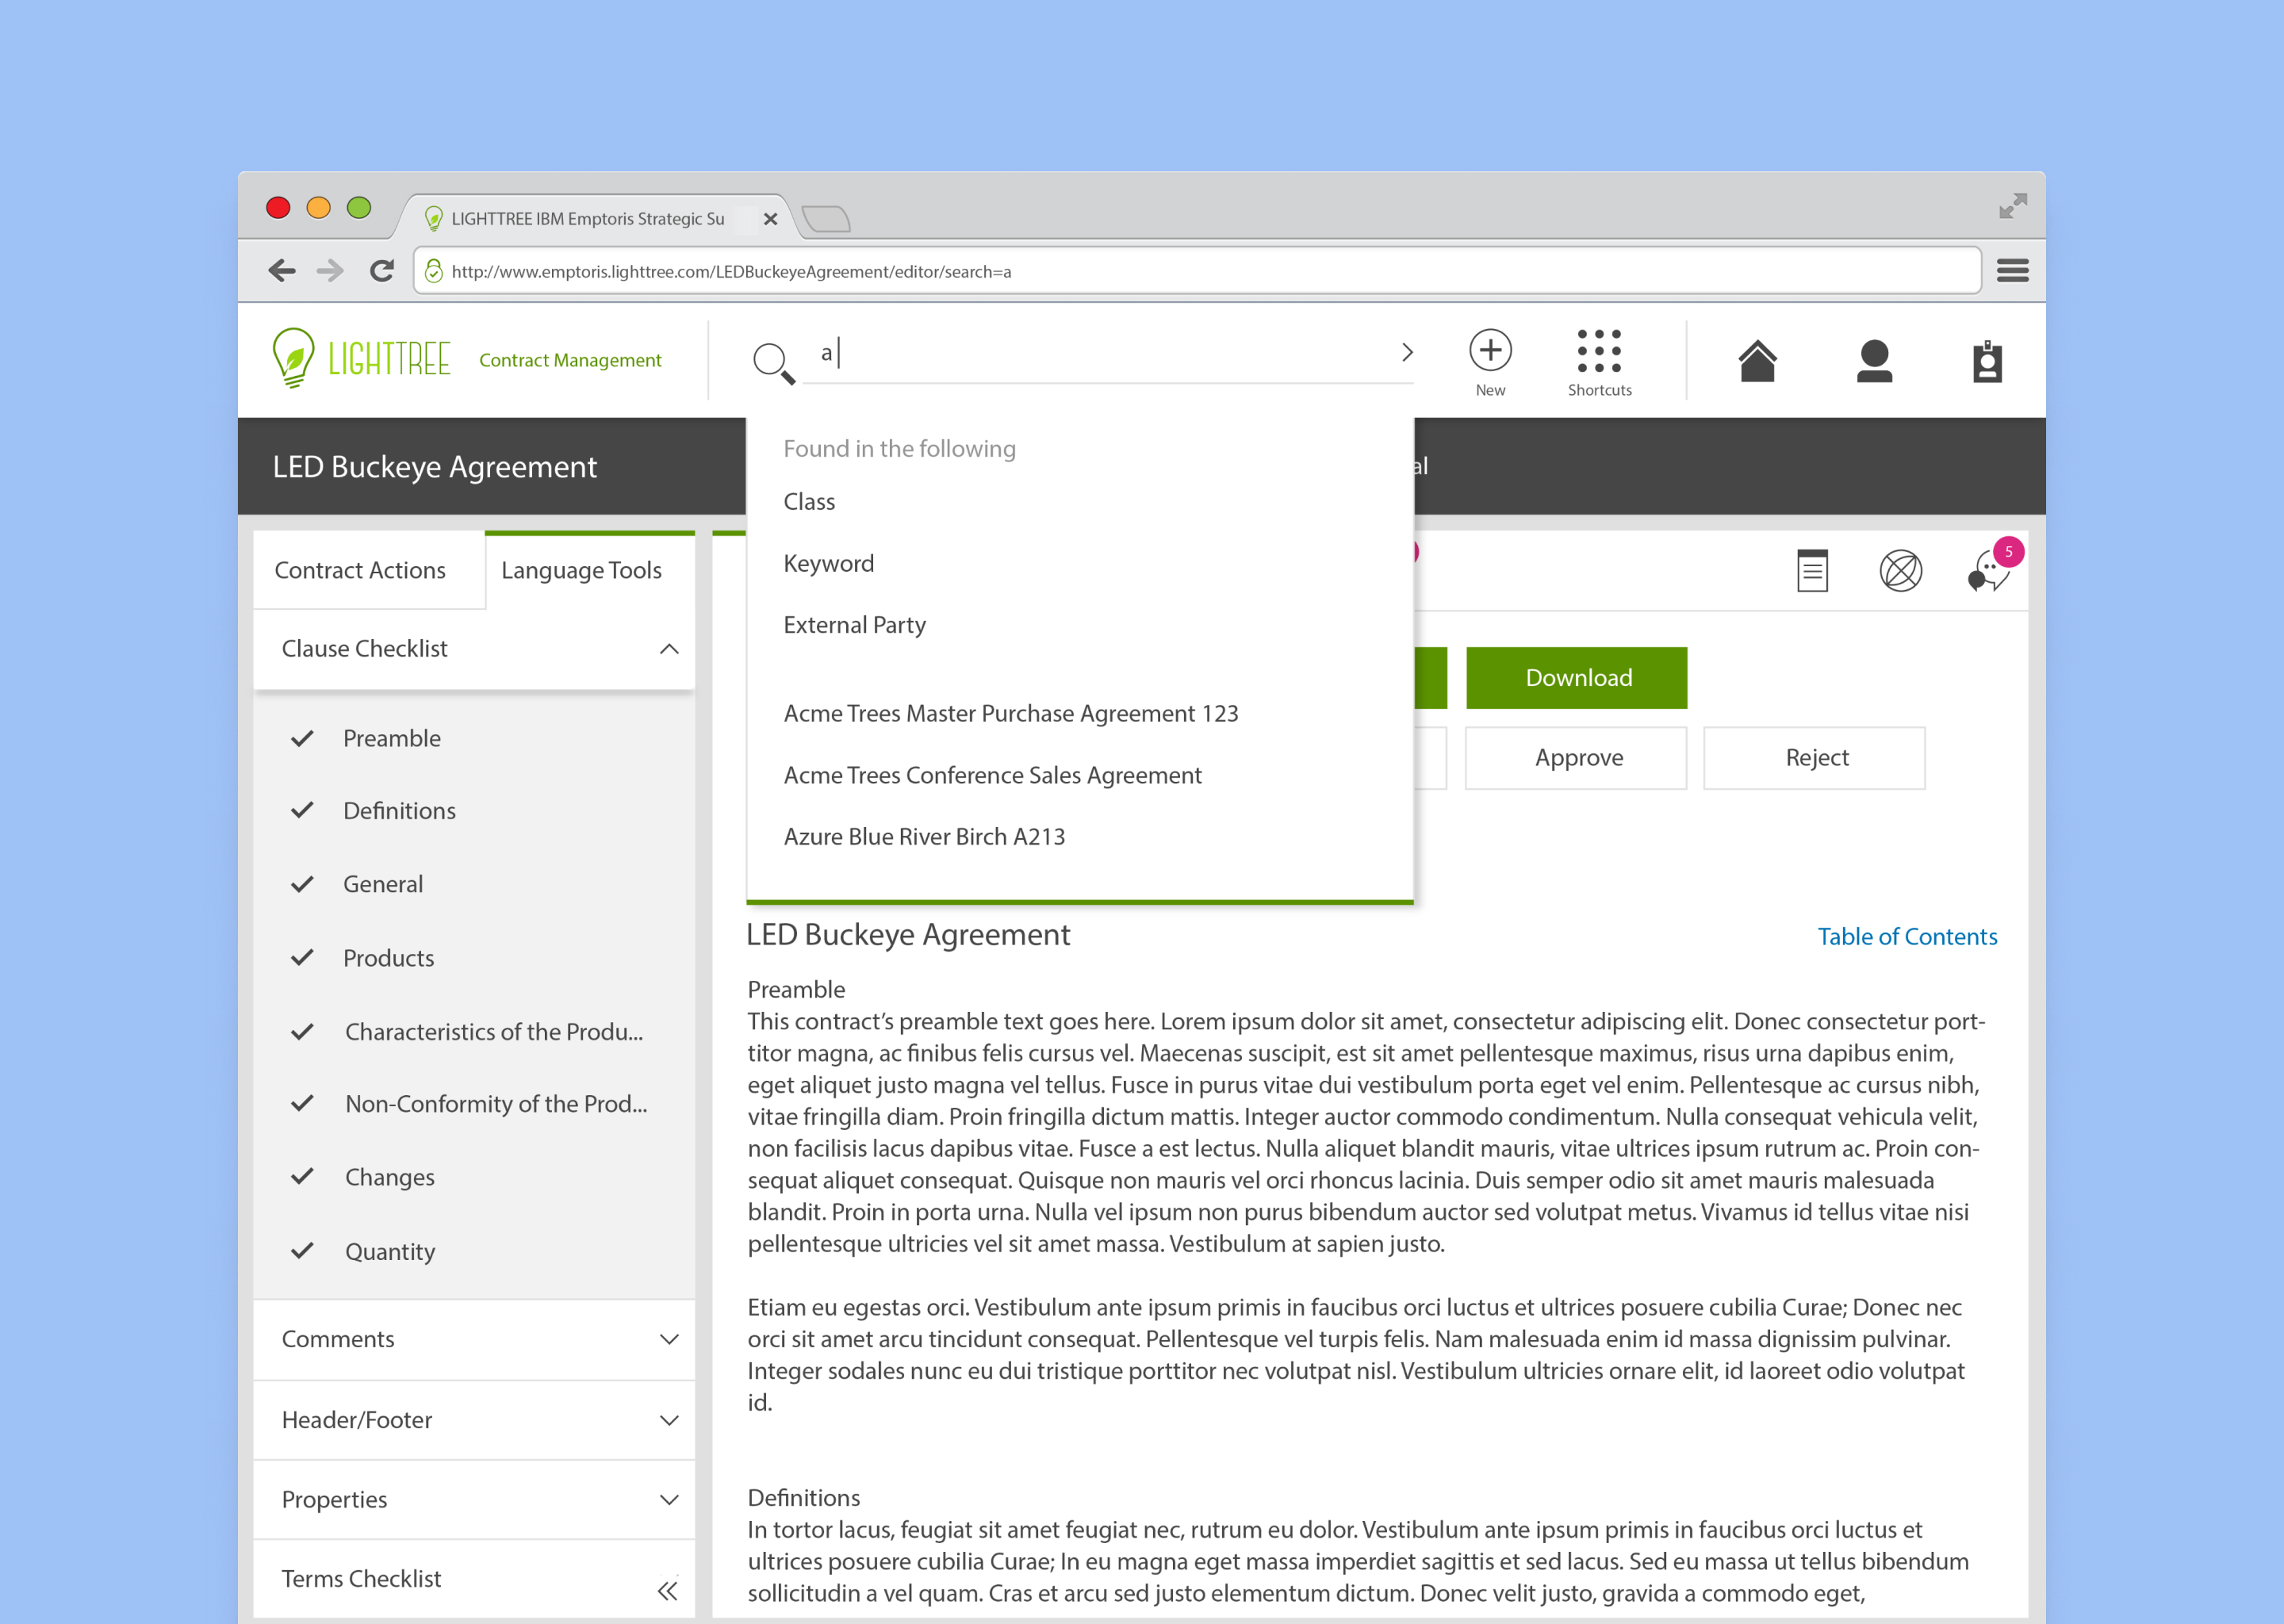 LIGHTTREE IBM Emptoris Strategic Su
http://www.emptoris.lighttree.com/LEDBuckeyeAgreement/editor/search=a
LIGHTTREE
Contract Management
a
New
Shortcuts
LED Buckeye Agreement
al
Found in the following
Class
Keyword
External Party
Acme Trees Master Purchase Agreement 123
Acme Trees Conference Sales Agreement
Azure Blue River Birch A213
Contract Actions
Language Tools
5
Clause Checklist
Preamble
Definitions
General
Products
Characteristics of the Produ...
Non-Conformity of the Prod...
Changes
Quantity
Comments
Header/Footer
Properties
Terms Checklist
Download
Approve
Reject
LED Buckeye Agreement
Table of Contents
Preamble
This contract’s preamble text goes here. Lorem ipsum dolor sit amet, consectetur adipiscing elit. Donec consectetur port-
titor magna, ac finibus felis cursus vel. Maecenas suscipit, est sit amet pellentesque maximus, risus urna dapibus enim,
eget aliquet justo magna vel tellus. Fusce in purus vitae dui vestibulum porta eget vel enim. Pellentesque ac cursus nibh,
vitae fringilla diam. Proin fringilla dictum mattis. Integer auctor commodo condimentum. Nulla consequat vehicula velit,
non facilisis lacus dapibus vitae. Fusce a est lectus. Nulla aliquet blandit mauris, vitae ultrices ipsum rutrum ac. Proin con-
sequat aliquet consequat. Quisque non mauris vel orci rhoncus lacinia. Duis semper odio sit amet mauris malesuada
blandit. Proin in porta urna. Nulla vel ipsum non purus bibendum auctor sed volutpat metus. Vivamus id tellus vitae nisi
pellentesque ultricies vel sit amet massa. Vestibulum at sapien justo.
Etiam eu egestas orci. Vestibulum ante ipsum primis in faucibus orci luctus et ultrices posuere cubilia Curae; Donec nec
orci sit amet arcu tincidunt consequat. Pellentesque vel turpis felis. Nam malesuada enim id massa dignissim pulvinar.
Integer sodales nunc eu dui tristique porttitor nec volutpat nisl. Vestibulum ultricies ornare elit, id laoreet odio volutpat
id.
Definitions
In tortor lacus, feugiat sit amet feugiat nec, rutrum eu dolor. Vestibulum ante ipsum primis in faucibus orci luctus et
ultrices posuere cubilia Curae; In eu magna eget massa imperdiet sagittis et sed lacus. Sed eu massa ut tellus bibendum
sollicitudin a vel quam. Cras et arcu sed justo elementum dictum. Donec velit justo, gravida a commodo eget,